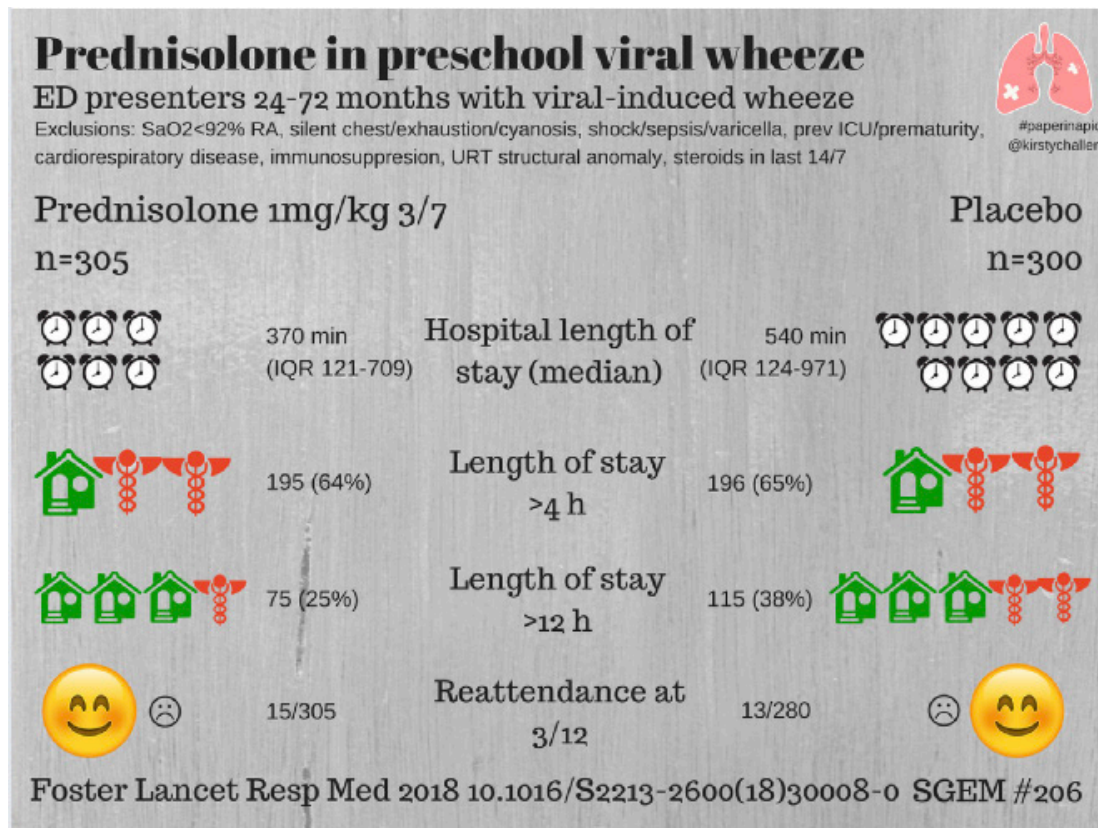 Prednisolone in preschool viral wheeze
ED presenters 24-72 months with viral-induced wheeze
Exclusions: SaO2<92% RA, silent chest/exhaustion/cyanosis, shock/sepsis/varicella, prev ICU/prematurity,
cardiorespiratory disease, immunosuppresion, URT structural anomaly, steroids in last 14/7
#paperinapic
@kirstychallen
Prednisolone 1mg/kg 3/7
n=305
Placebo
n=300
370 min
(IQR 121-709)
Hospital length of
stay (median)
540 min
(IQR 124-971)
195 (64%)
Length of stay
>4 h
196 (65%)
75 (25%)
Length of stay
>12 h
115 (38%)
15/305
Reattendance at
3/12
13/280
Foster Lancet Resp Med 2018 10.1016/S2213-2600(18)30008-0 SGEM #206